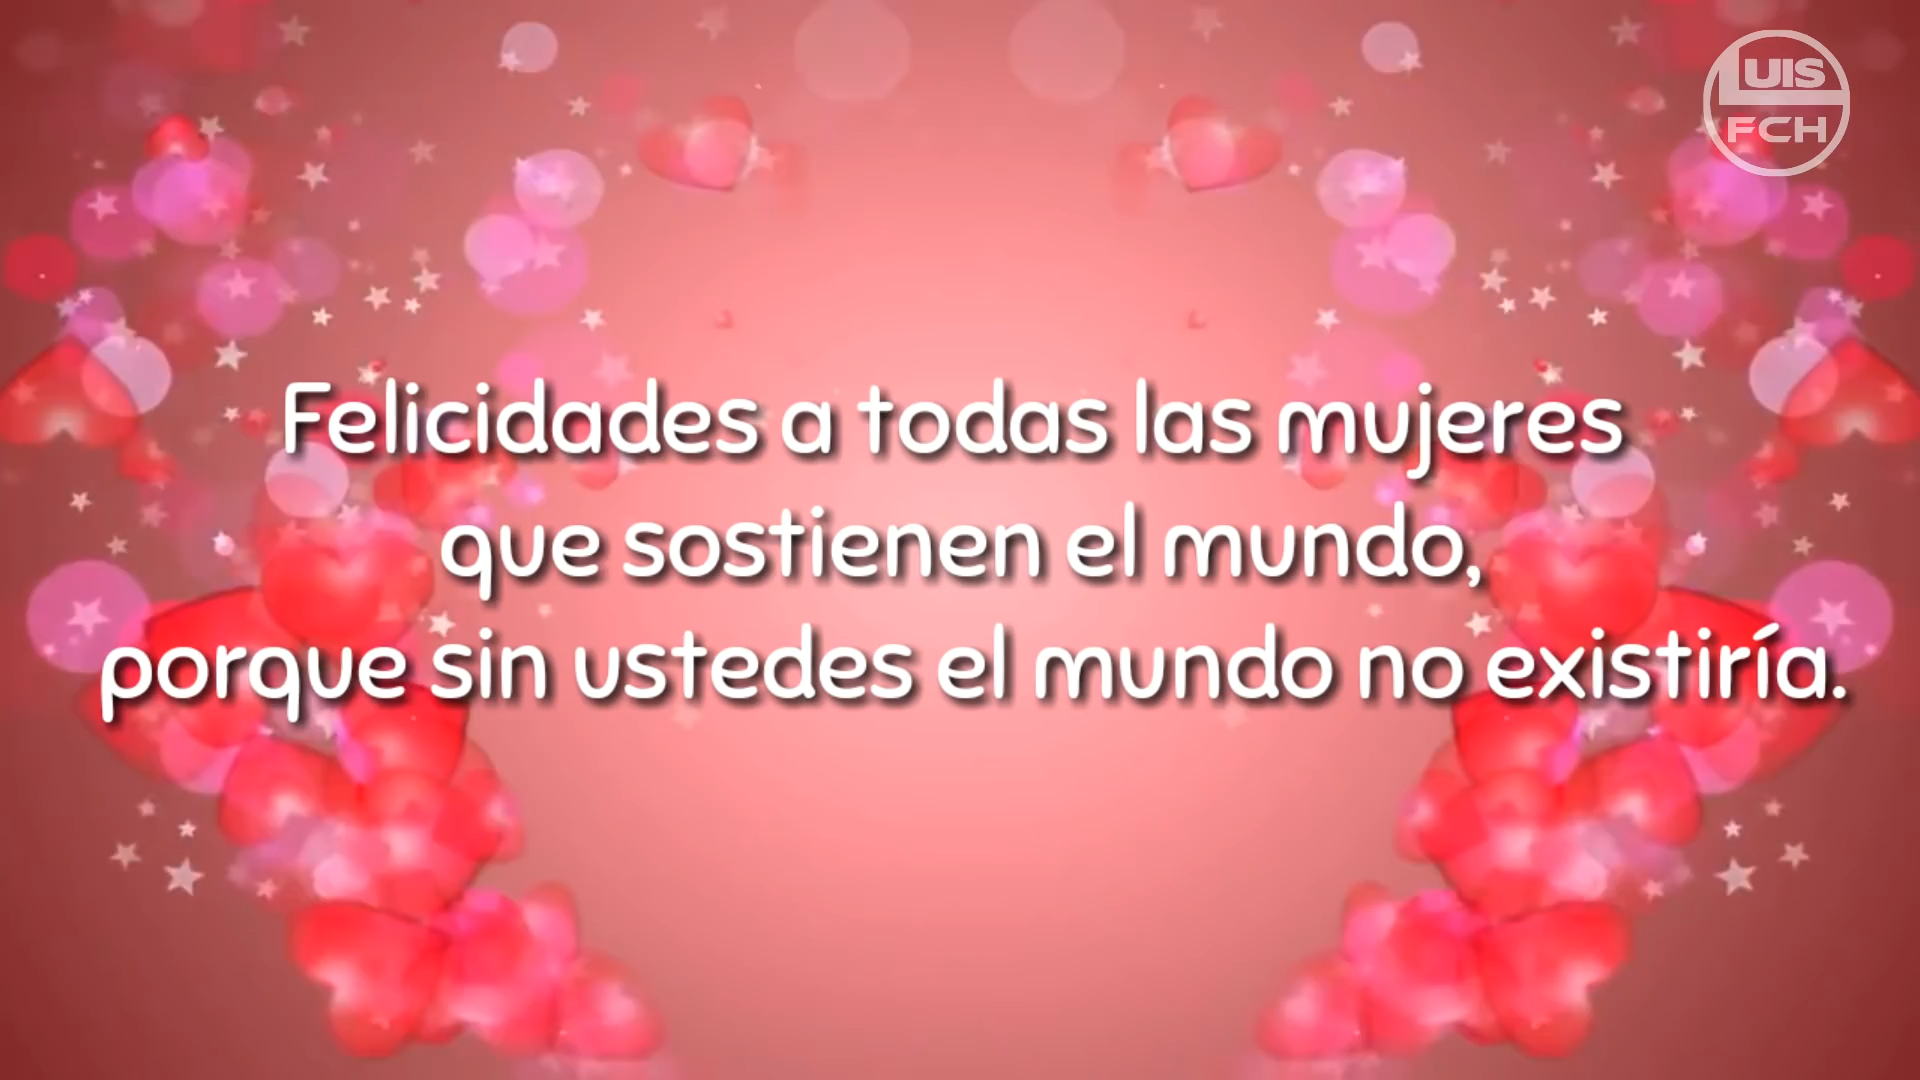 LUIS
FCH
Felicidades a todas las mujeres
que sostienen el mundo,
porque sin ustedes el mundo no existiría.